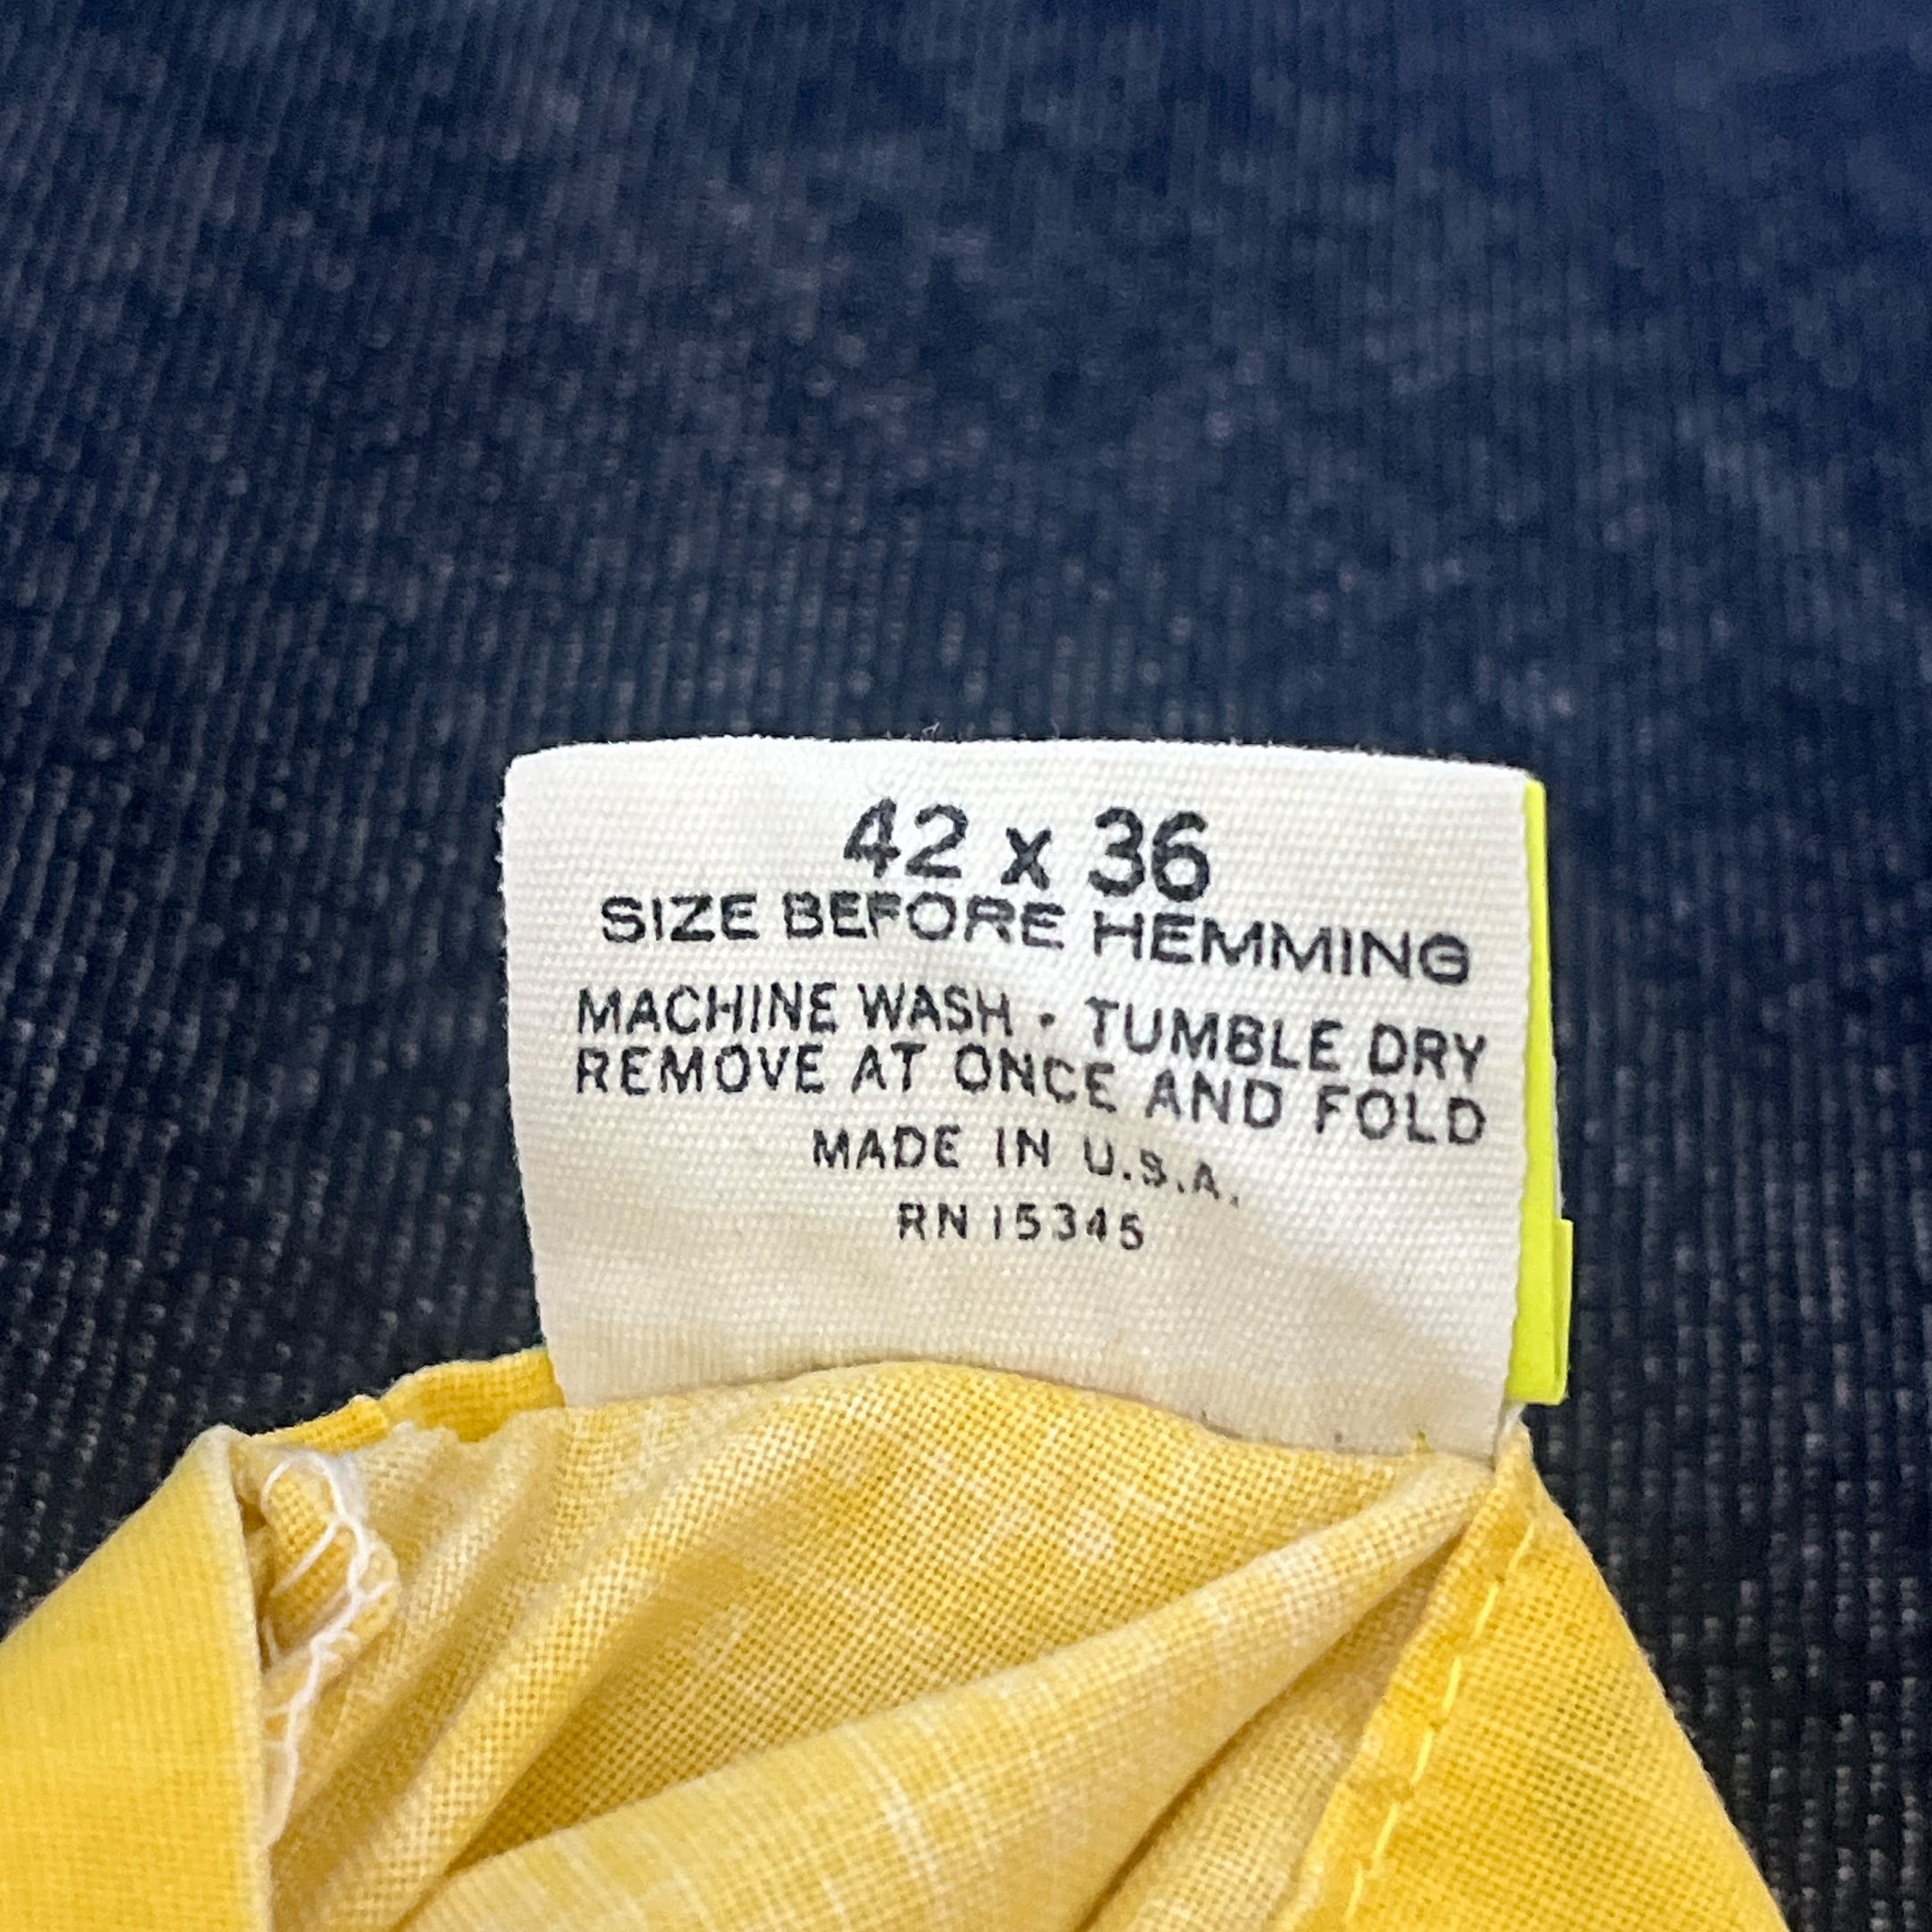 42 x 36
SIZE BEFORE HEMMING
MACHINE WASH • TUMBLE DRY
REMOVE AT ONCE AND FOLD
MADE IN U.S.A.
RN 15345